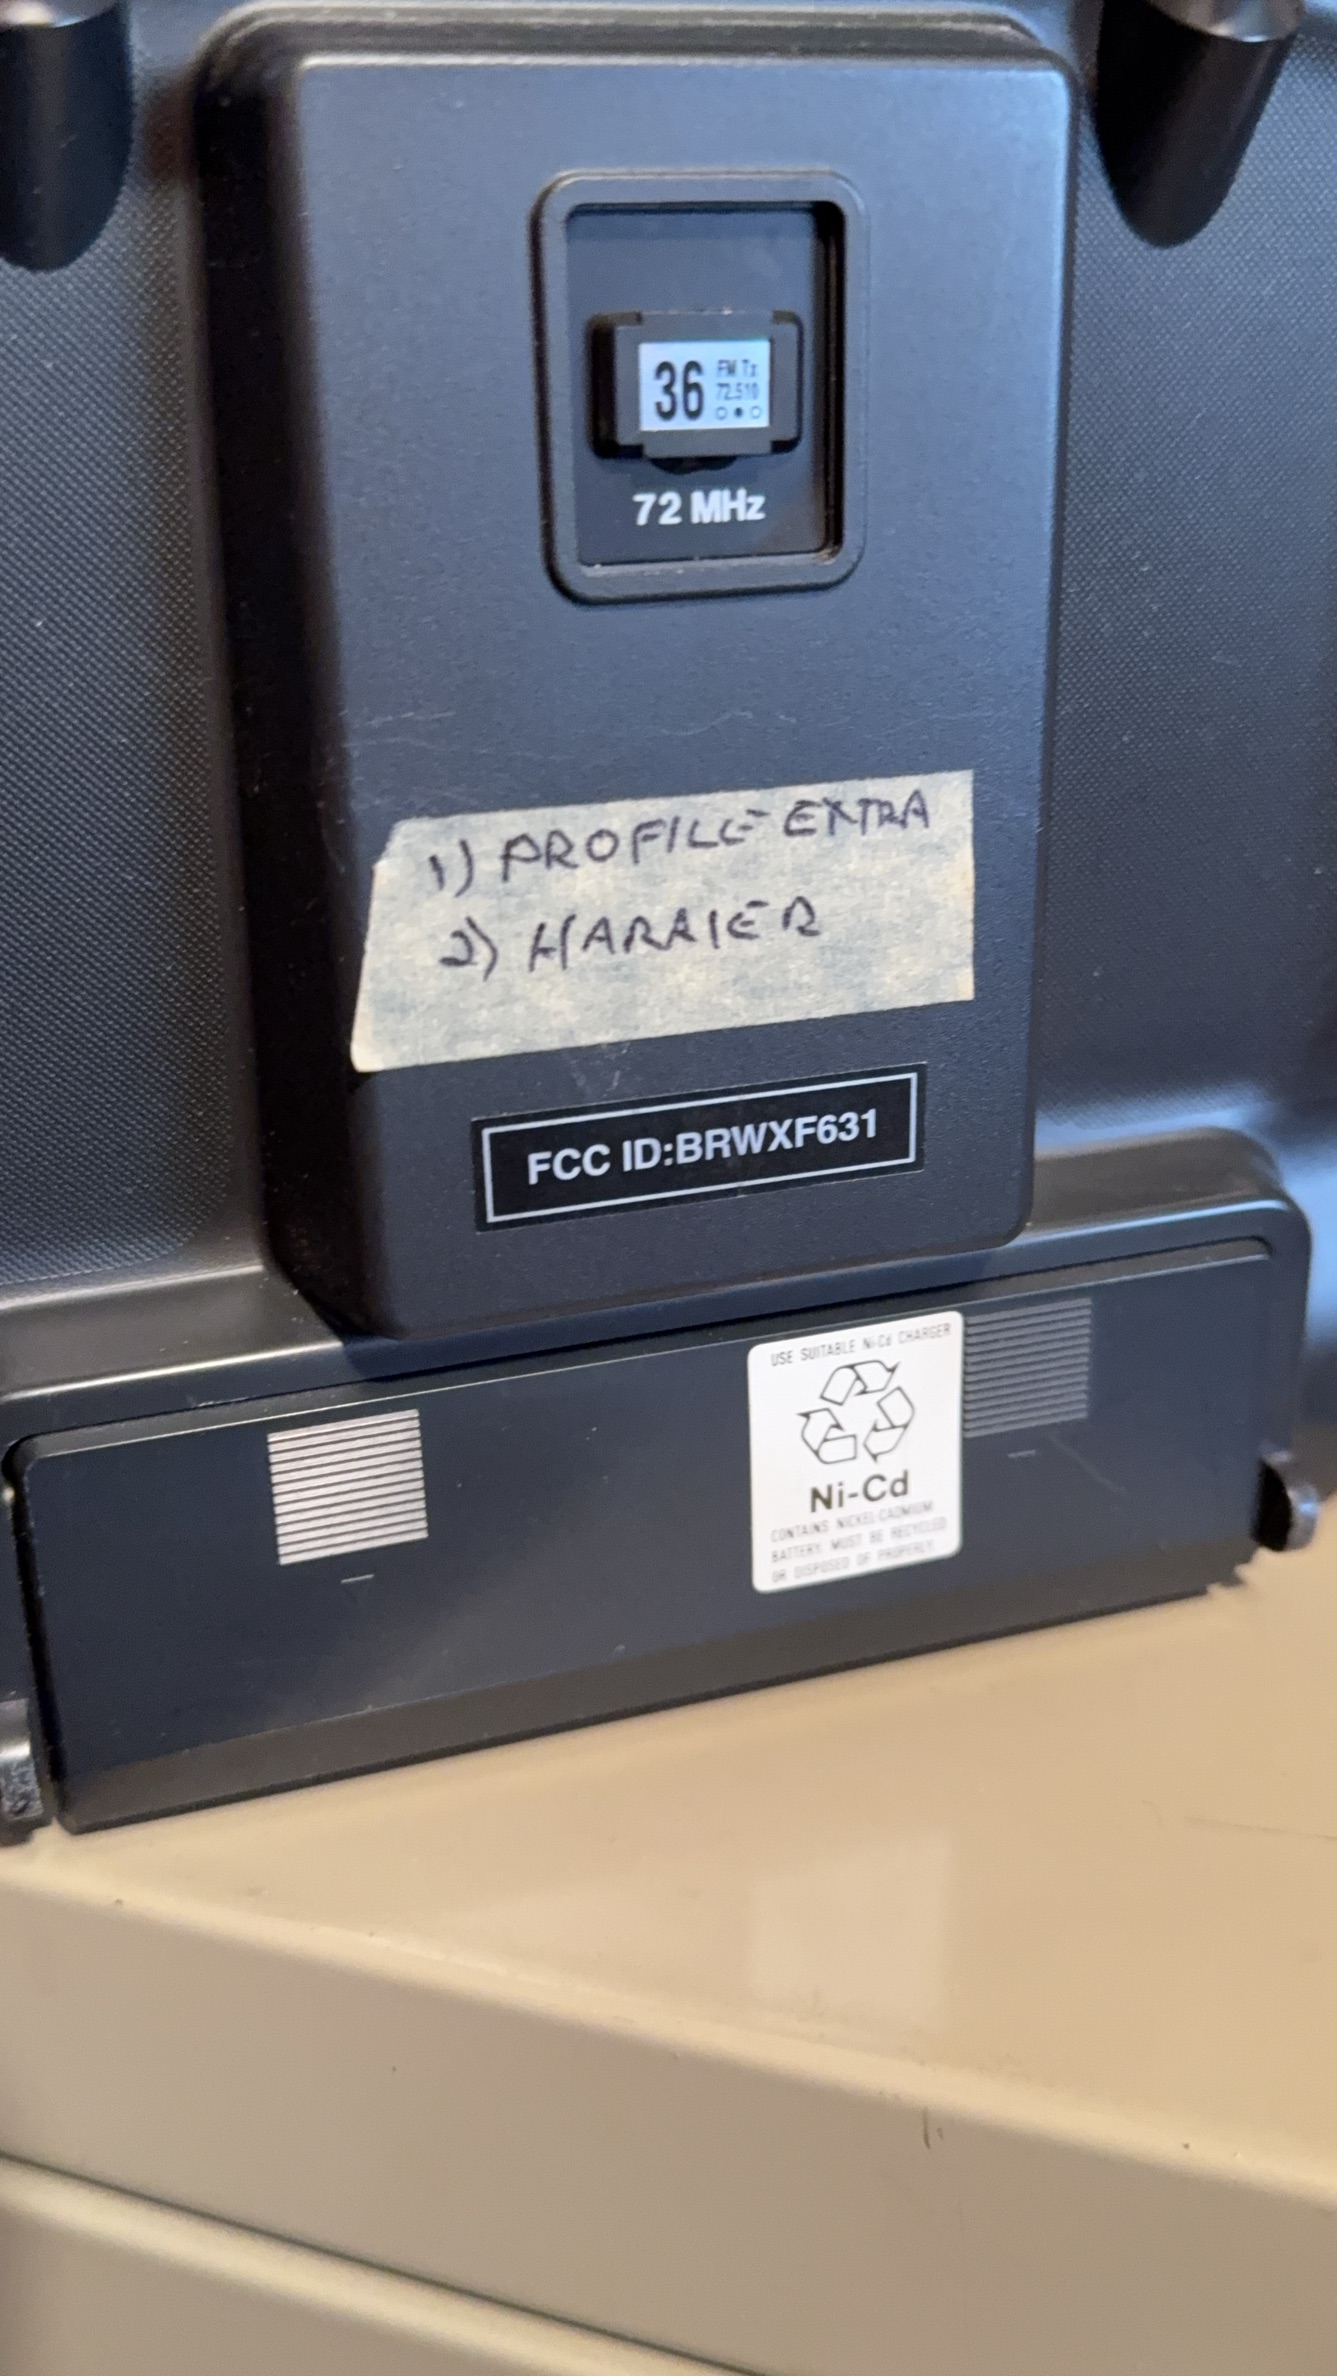 36
FM Tx
72.510
72 MHz
1) PROFILE EXTRA
2) HARRIER
FCC ID:BRWXF631
USE SUITABLE Ni-Cd CHARGER
Ni-Cd
CONTAINS NICKEL-CADMIUM
BATTERY. MUST BE RECYCLED
OR DISPOSED OF PROPERLY.